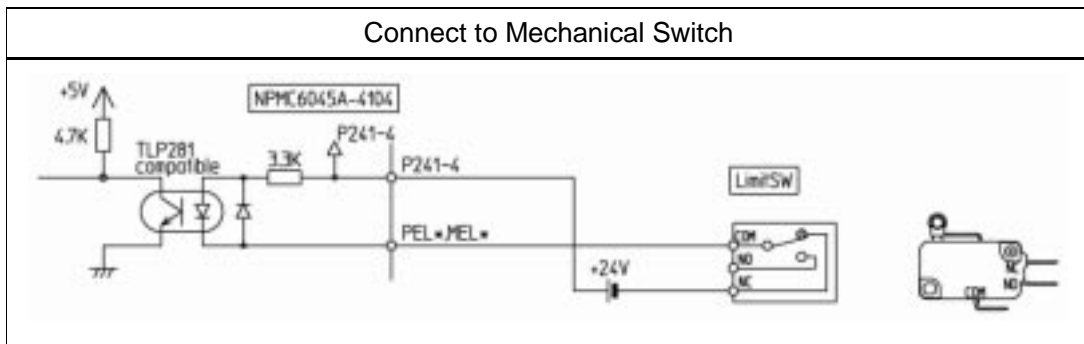 Connect to Mechanical Switch
+5V
NPMC6045A-4104
4.7K
P241-4
TLP281
compatible
3.3K
P241-4
LimitSW
PEL*,MEL*
COM
NO
NC
+24V
NC
NO
COM